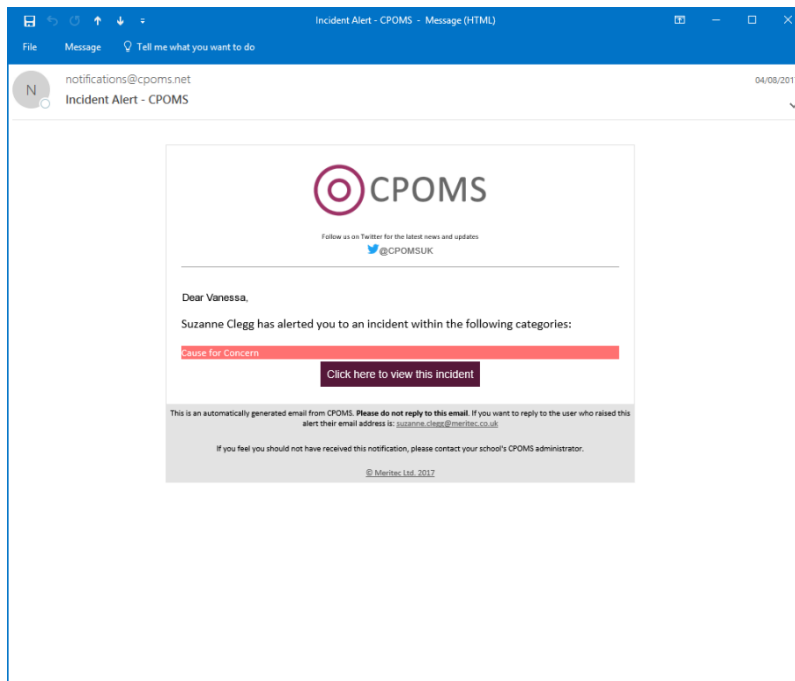 Incident Alert - CPOMS - Message (HTML)
File Message Tell me what you want to do
N
notifications@cpoms.net
04/08/201
Incident Alert - CPOMS
CPOMS
Follow us on Twitter for the latest news and updates
@CPOMSUK
Dear Vanessa,
Suzanne Clegg has alerted you to an incident within the following categories:
Cause for Concern
Click here to view this incident
This is an automatically generated email from CPOMS. Please do not reply to this email. If you want to reply to the user who raised this
alert their email address is: suzanne.clegg@meritec.co.uk
If you feel you should not have received this notification, please contact your school's CPOMS administrator.
© Meritec Ltd. 2017